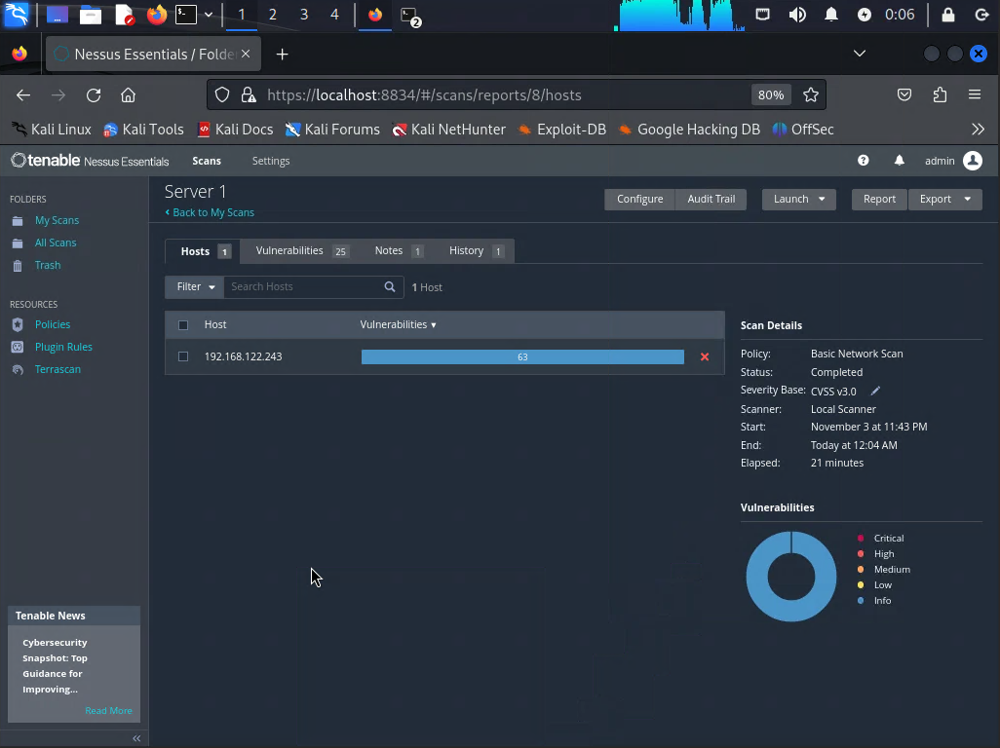 1 2 3 4 2 0:06
Nessus Essentials / Folde
https://localhost:8834/#/scans/reports/8/hosts 80%
Kali Linux Kali Tools Kali Docs Kali Forums Kali NetHunter Exploit-DB Google Hacking DB OffSec
tenable Nessus Essentials Scans Settings admin
FOLDERS
My Scans
All Scans
Trash
RESOURCES
Policies
Plugin Rules
Terrascan
Tenable News
Cybersecurity
Snapshot: Top
Guidance for
Improving...
Read More
Server 1
Back to My Scans
Configure Audit Trail Launch Report Export
Hosts 1 Vulnerabilities 25 Notes 1 History 1
Filter Search Hosts 1 Host
Host Vulnerabilities
192.168.122.243 63
Scan Details
Policy: Basic Network Scan
Status: Completed
Severity Base: CVSS v3.0
Scanner: Local Scanner
Start: November 3 at 11:43 PM
End: Today at 12:04 AM
Elapsed: 21 minutes
Vulnerabilities
Critical
High
Medium
Low
Info